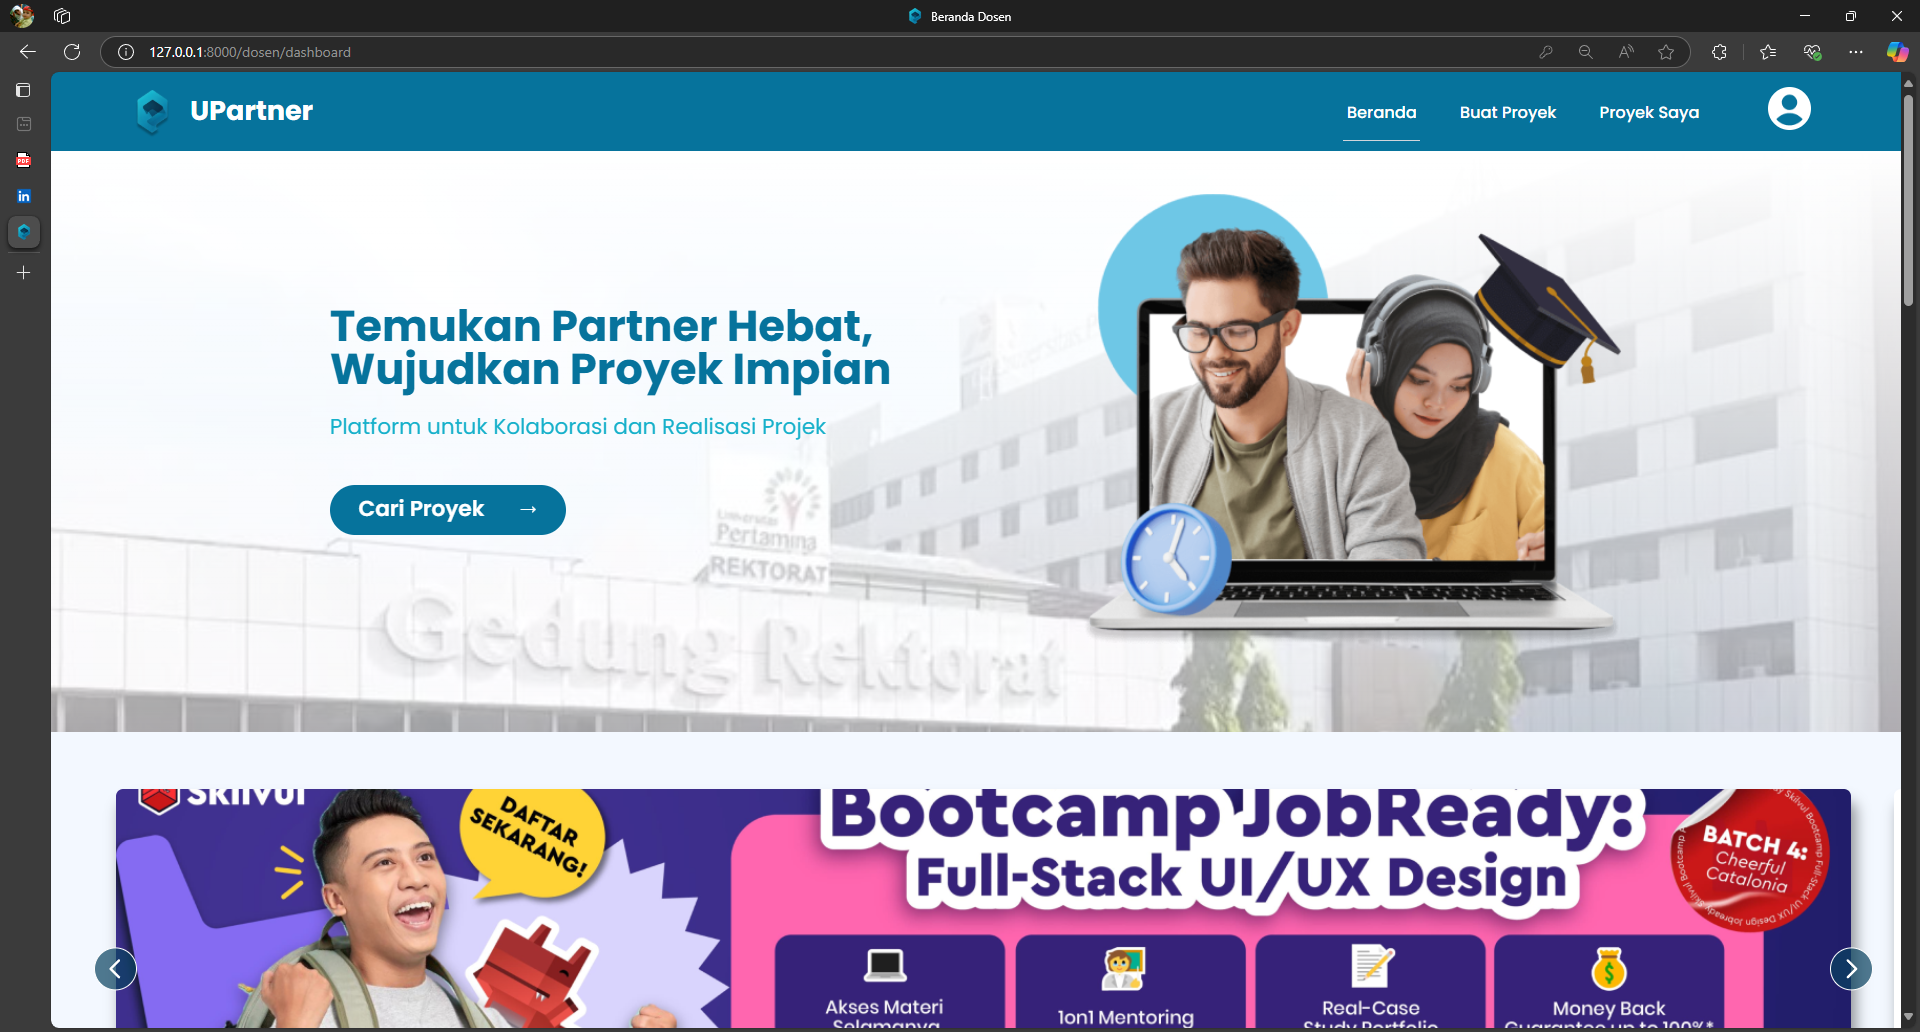 Beranda Dosen
127.0.0.1:8000/dosen/dashboard
UPartner
Beranda
Buat Proyek
Proyek Saya
Temukan Partner Hebat,
Wujudkan Proyek Impian
Platform untuk Kolaborasi dan Realisasi Projek
Cari Proyek →
Universitas
Pertamina
REKTORAT
Gedung Rektorat
PDF
in
SKILVUL
DAFTAR
SEKARANG!
Bootcamp JobReady:
Full-Stack UI/UX Design
BATCH 4:
Cheerful
Catalonia
Akses Materi
Selamanya
1on1 Mentoring
Real-Case
Study Portfolio
Money Back
Guarantee up to 100%*